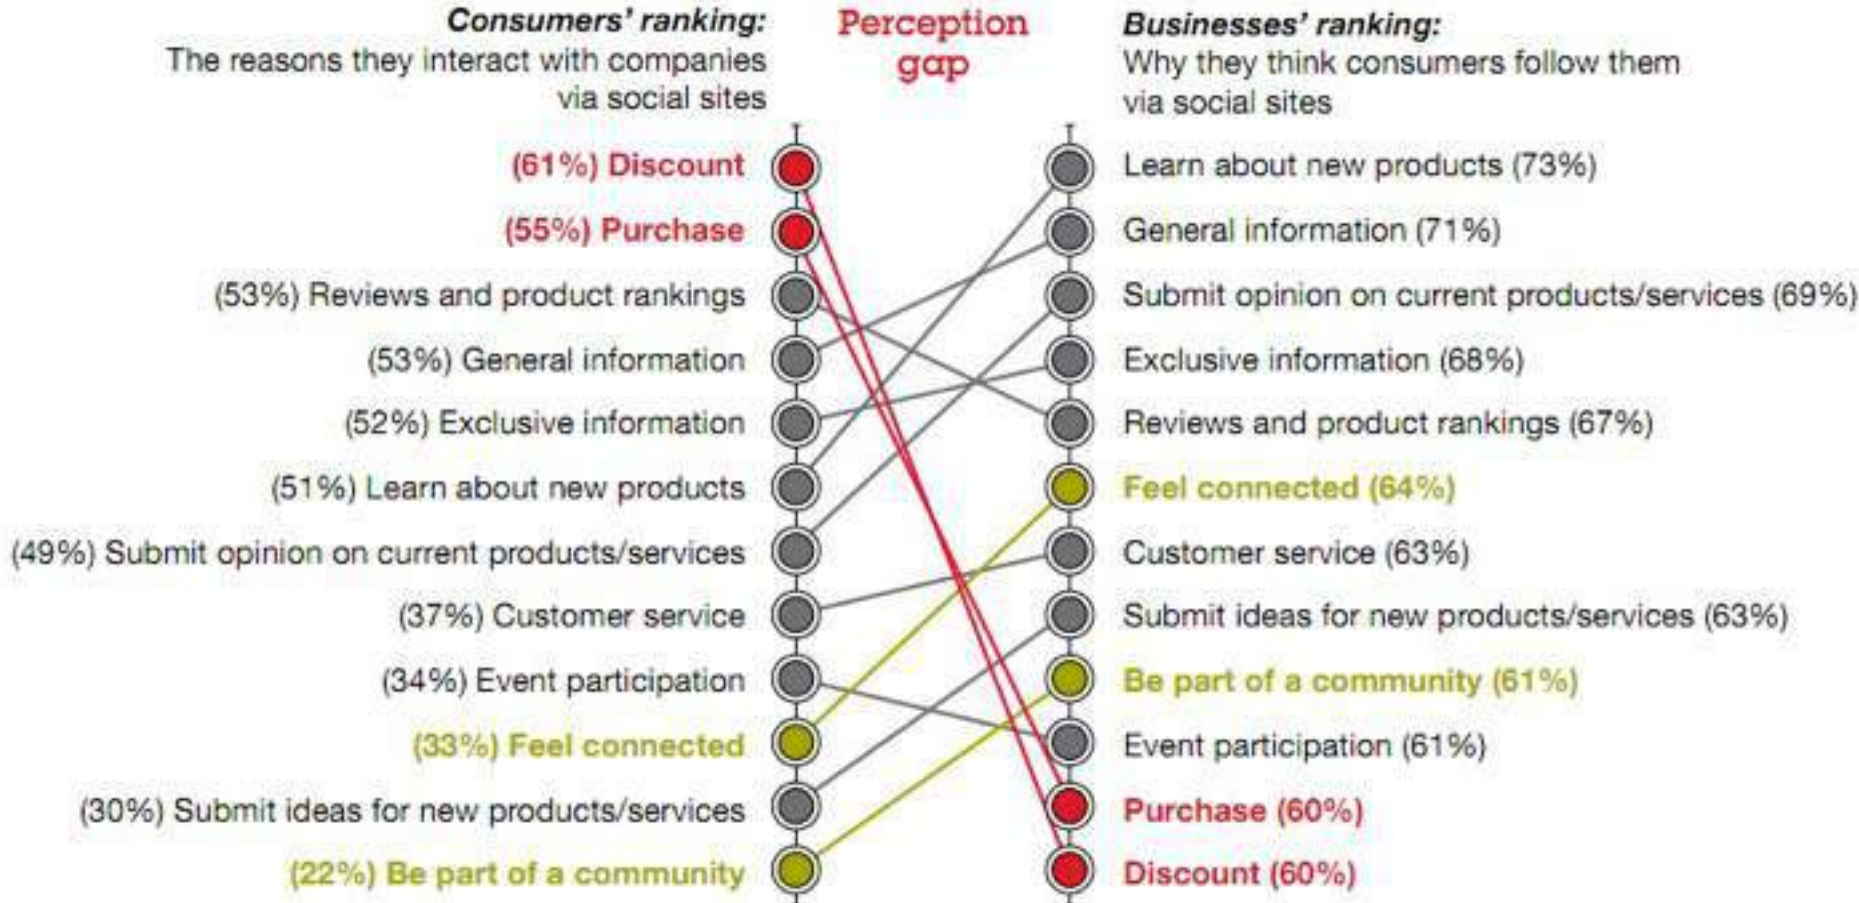 Consumers' ranking:
The reasons they interact with companies
via social sites
Perception
gap
Businesses' ranking:
Why they think consumers follow them
via social sites
(61%) Discount
(55%) Purchase
(53%) Reviews and product rankings
(53%) General information
(52%) Exclusive information
(51%) Learn about new products
(49%) Submit opinion on current products/services
(37%) Customer service
(34%) Event participation
(33%) Feel connected
(30%) Submit ideas for new products/services
(22%) Be part of a community
Learn about new products (73%)
General information (71%)
Submit opinion on current products/services (69%)
Exclusive information (68%)
Reviews and product rankings (67%)
Feel connected (64%)
Customer service (63%)
Submit ideas for new products/services (63%)
Be part of a community (61%)
Event participation (61%)
Purchase (60%)
Discount (60%)